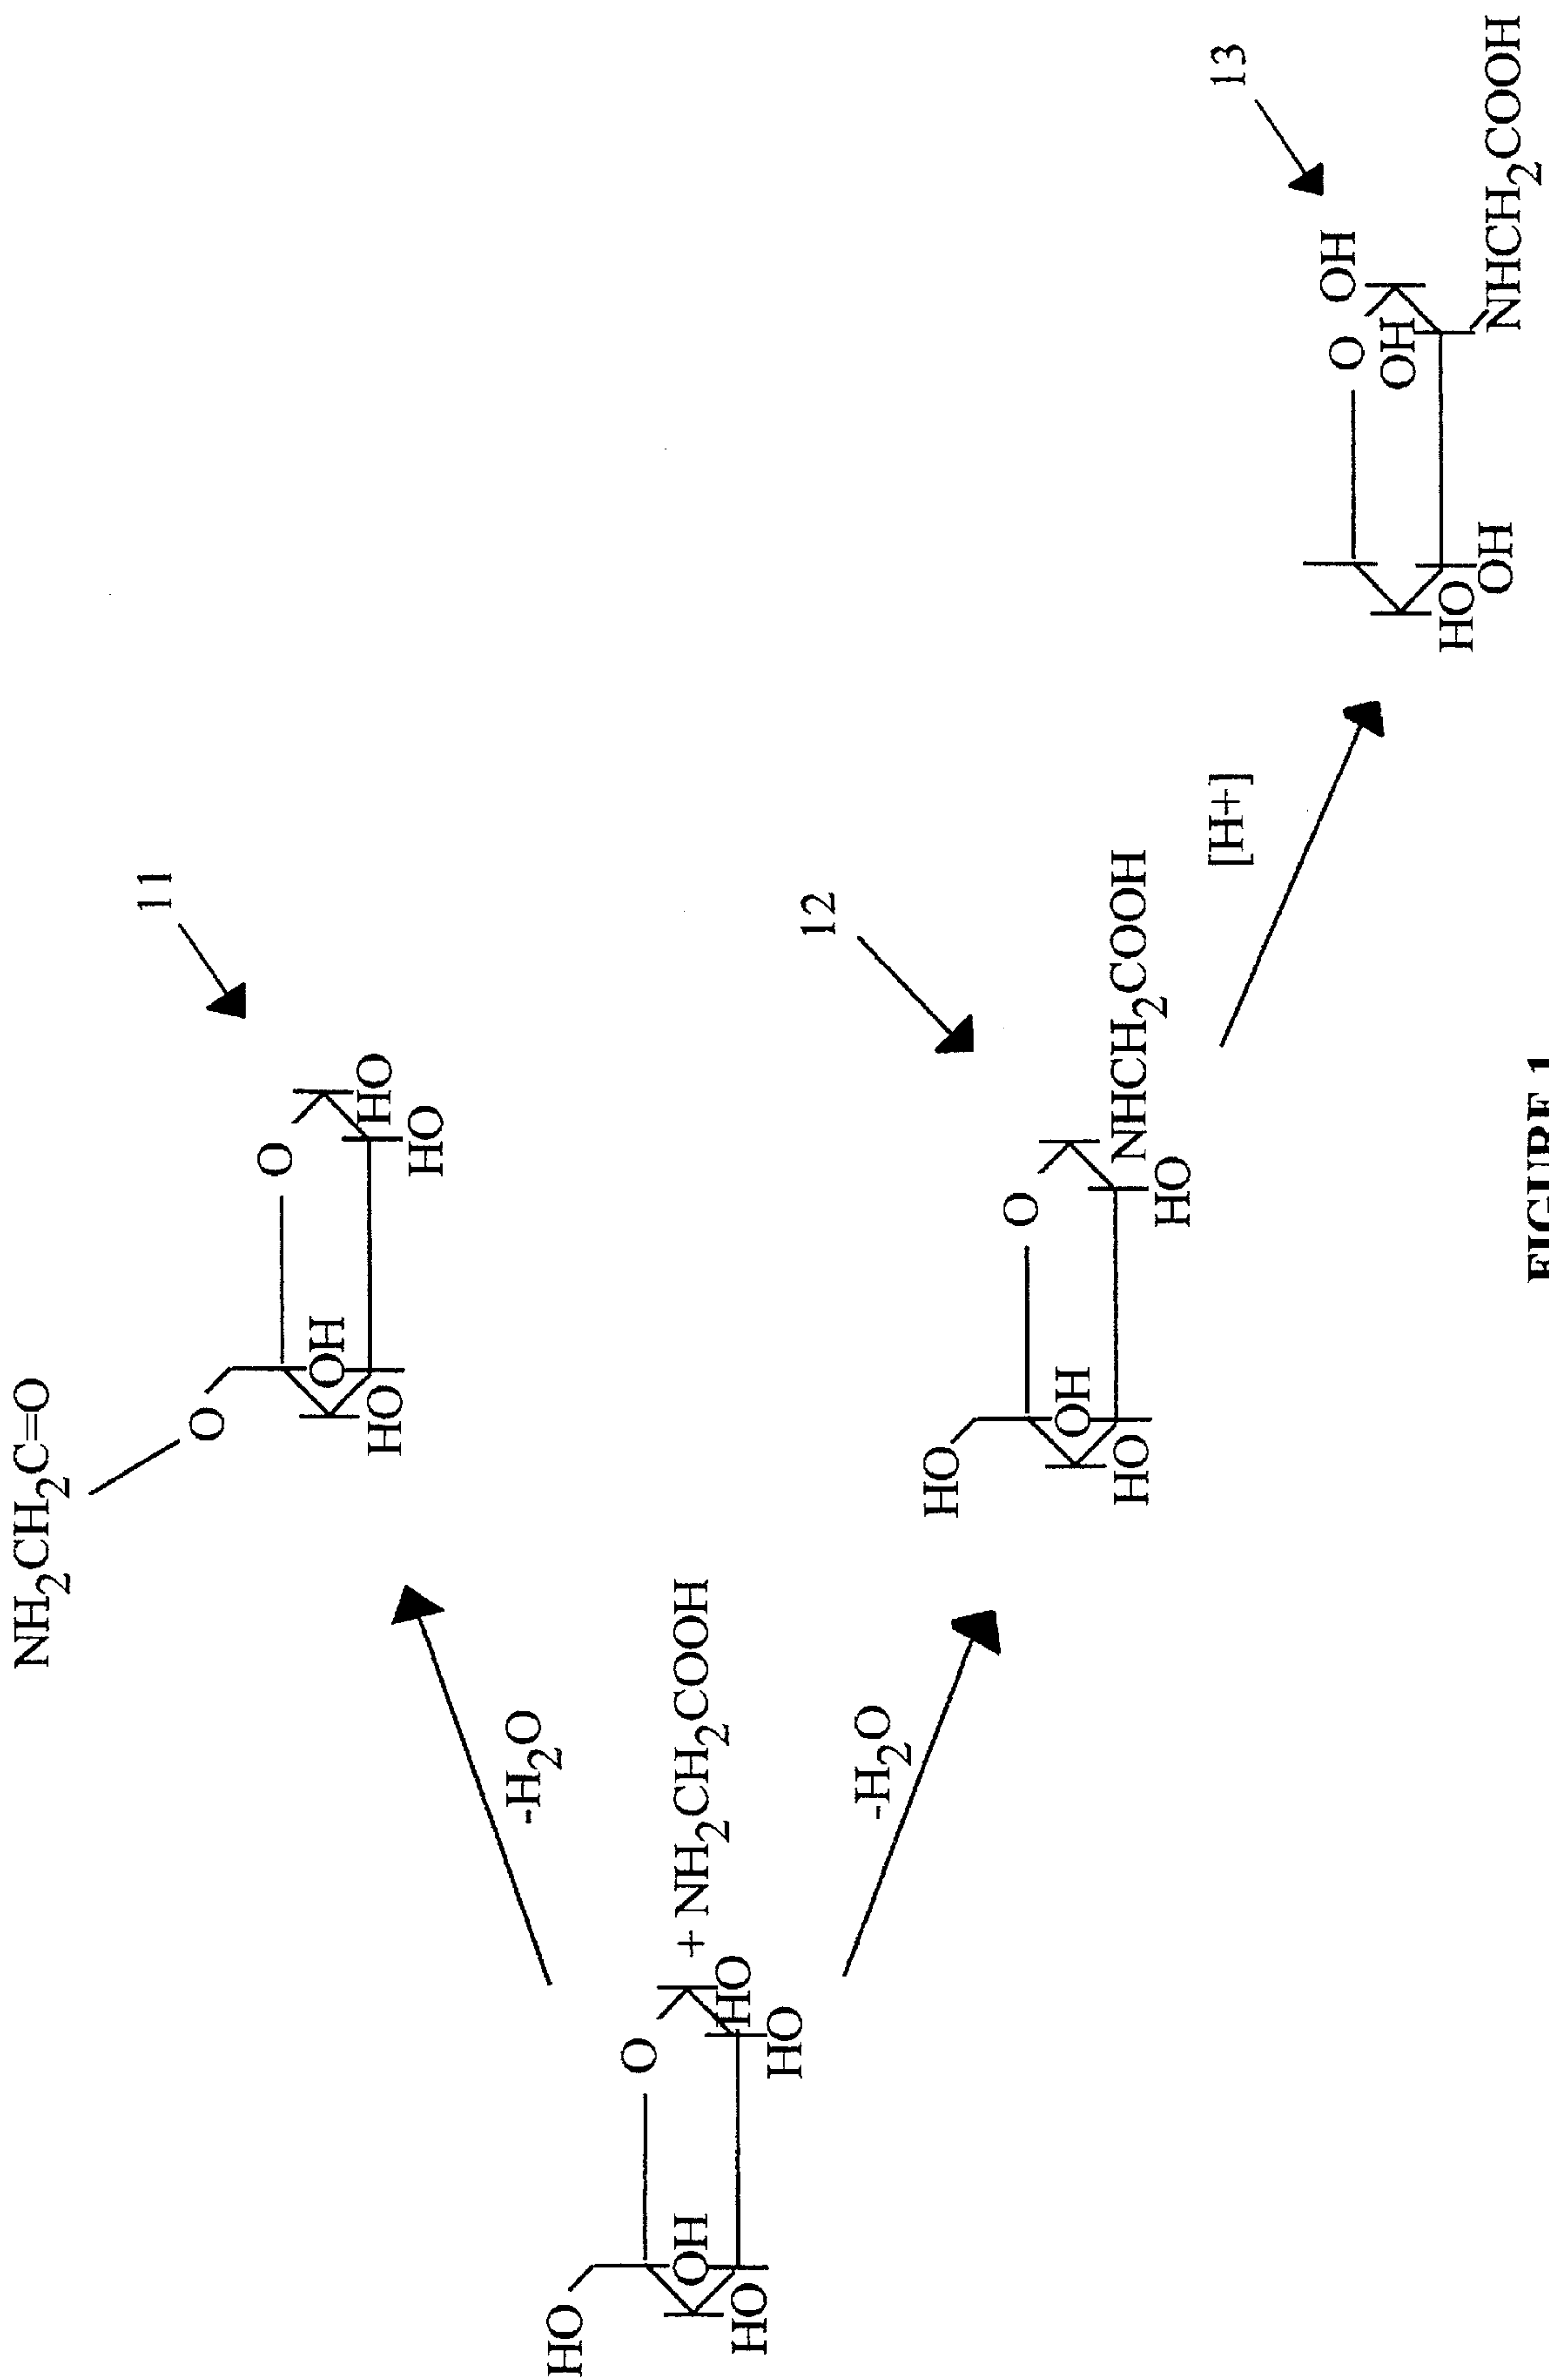 NH2CH2C=O
11
O
O
OH
HO HO
HO
-H2O
HO
O
OH + NH2CH2COOH
HO HO
HO
12
-H2O
HO
O
OH
HO NHCH2COOH
HO
[H+]
13
O OH
OH
HO
OH NHCH2COOH
FIGURE 1